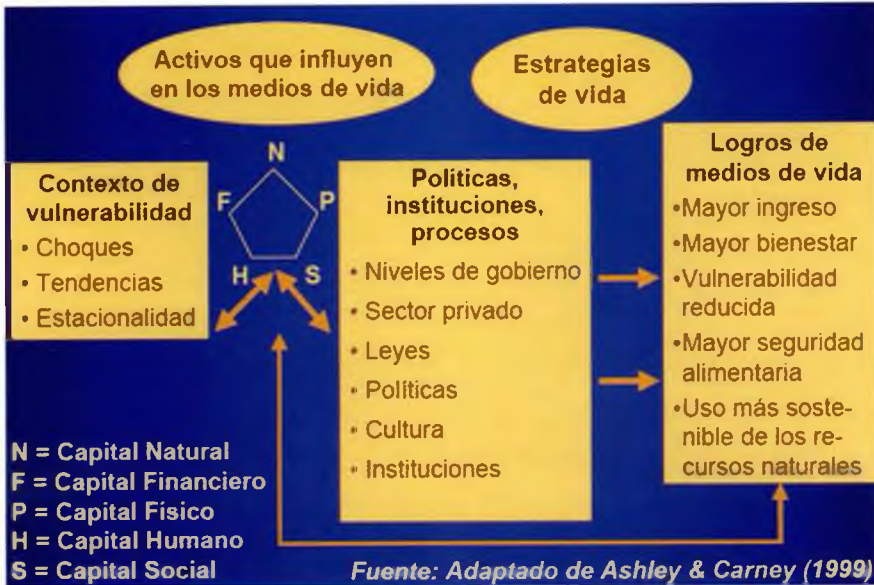 Activos que influyen
en los medios de vida
Estrategias
de vida
Contexto de
vulnerabilidad
• Choques
• Tendencias
• Estacionalidad
N
F
P
H
S
Politicas,
instituciones,
procesos
• Niveles de gobierno
• Sector privado
• Leyes
• Políticas
• Cultura
• Instituciones
Logros de
medios de vida
•Mayor ingreso
•Mayor bienestar
•Vulnerabilidad
reducida
•Mayor seguridad
alimentaria
•Uso más soste-
nible de los re-
cursos naturales
N = Capital Natural
F = Capital Financiero
P = Capital Físico
H = Capital Humano
S = Capital Social
Fuente: Adaptado de Ashley & Carney (1999)